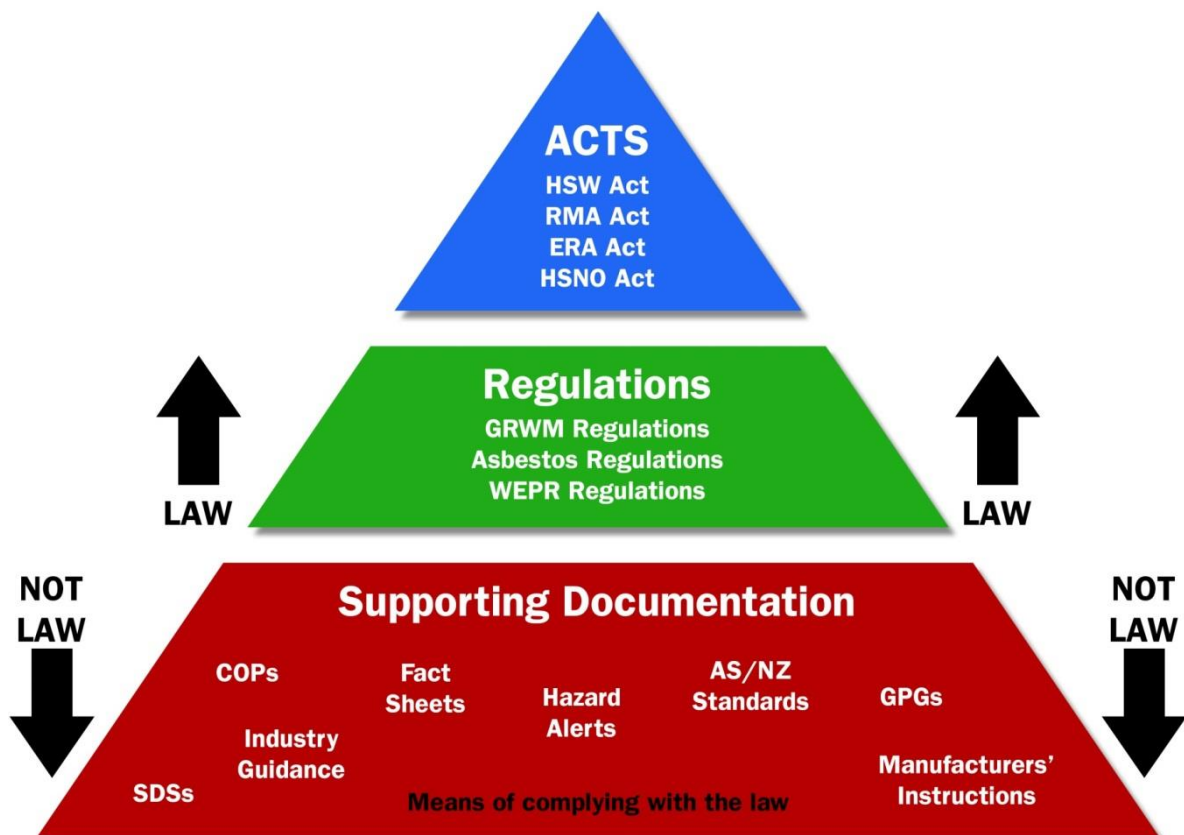 ACTS
HSW Act
RMA Act
ERA Act
HSNO Act
Regulations
GRWM Regulations
Asbestos Regulations
WEPR Regulations
LAW
LAW
NOT
LAW
NOT
LAW
Supporting Documentation
COPs
Fact
Sheets
Hazard
Alerts
AS/NZ
Standards
GPGs
Industry
Guidance
SDSs
Manufacturers'
Instructions
Means of complying with the law